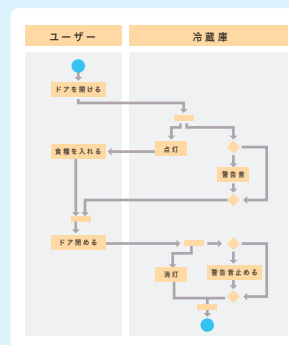 ユーザー
冷蔵庫
ドアを開ける
点灯
食糧を入れる
警告音
ドア閉める
消灯
警告音止める